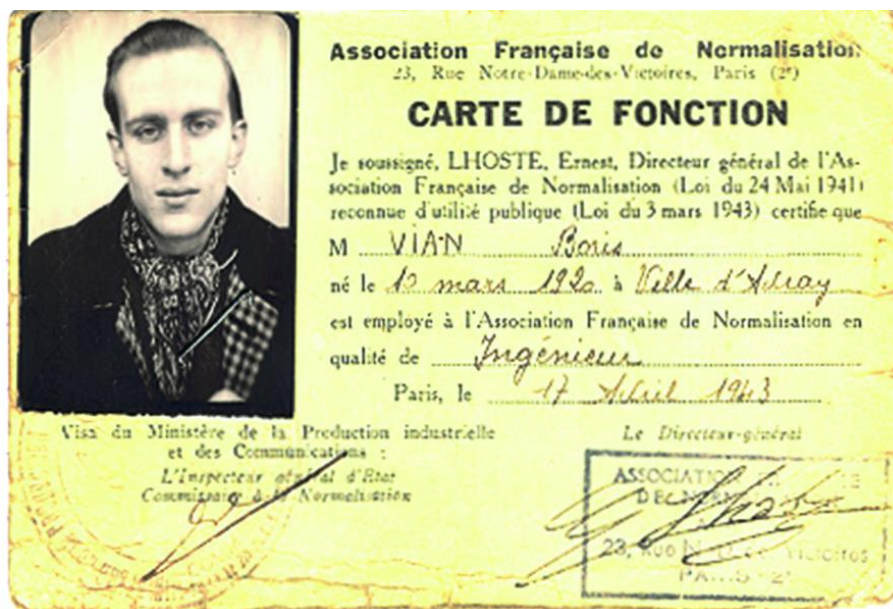 Association Française de Normalisation
23, Rue Notre-Dame-des-Victoires, Paris (2e)
CARTE DE FONCTION
Je soussigné, LHOSTE, Ernest, Directeur général de l'As-
sociation Française de Normalisation (Loi du 24 Mai 1941)
reconnue d'utilité publique (Loi du 3 mars 1943) certifie que
M VIAN Boris
né le 10 mars 1920 à Ville d'Avray
est employé à l'Association Française de Normalisation en
qualité de Ingénieur
Paris, le 17 Avril 1943
Visa du Ministère de la Production industrielle
et des Communications :
L'Inspecteur général d'Etat
Commissaire à la Normalisation
Le Directeur-général
ASSOCIATION
DE
23, Rue Victoires
PARIS - 2e